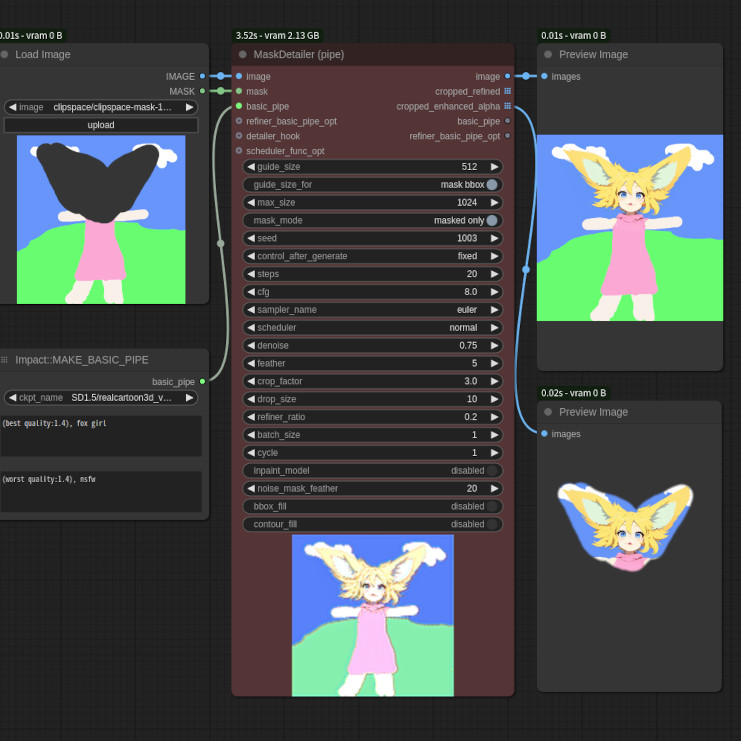 0.01s - vram 0 B
Load Image
IMAGE
MASK
image clipspace/clipspace-mask-1...
upload
Impact::MAKE_BASIC_PIPE
basic_pipe
ckpt_name SD1.5/realcartoon3d_v...
(best quality:1.4), fox girl
(worst quality:1.4), nsfw
3.52s - vram 2.13 GB
MaskDetailer (pipe)
image image
mask cropped_refined
basic_pipe cropped_enhanced_alpha
refiner_basic_pipe_opt basic_pipe
detailer_hook refiner_basic_pipe_opt
scheduler_func_opt
guide_size 512
guide_size_for mask bbox
max_size 1024
mask_mode masked only
seed 1003
control_after_generate fixed
steps 20
cfg 8.0
sampler_name euler
scheduler normal
denoise 0.75
feather 5
crop_factor 3.0
drop_size 10
refiner_ratio 0.2
batch_size 1
cycle 1
inpaint_model disabled
noise_mask_feather 20
bbox_fill disabled
contour_fill disabled
0.01s - vram 0 B
Preview Image
images
0.02s - vram 0 B
Preview Image
images